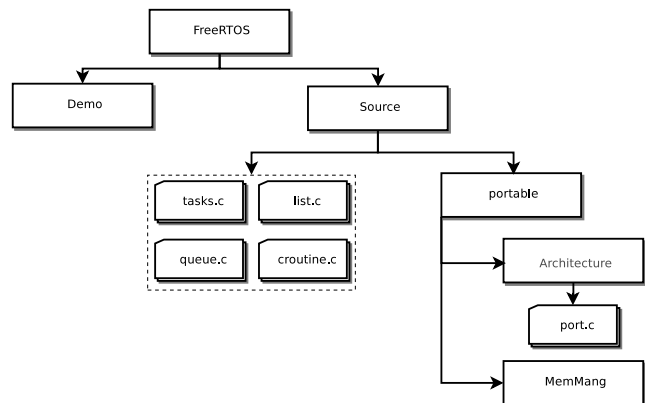 FreeRTOS
Demo
Source
tasks.c
list.c
portable
queue.c
croutine.c
Architecture
port.c
MemMang